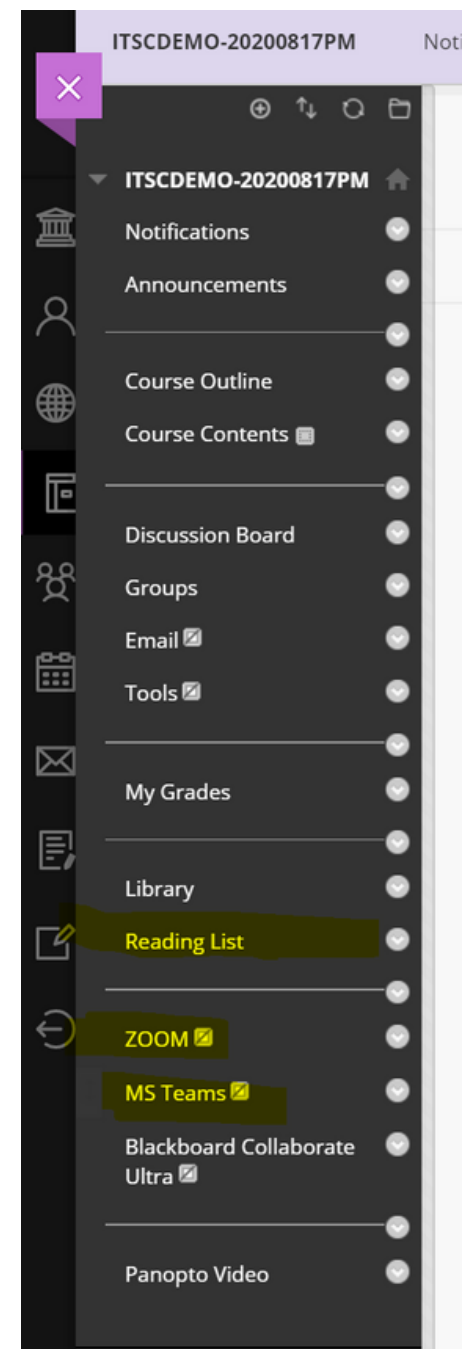 ITSCDEMO-20200817PM Noti
ITSCDEMO-20200817PM
Notifications
Announcements
Course Outline
Course Contents
Discussion Board
Groups
Email
Tools
My Grades
Library
Reading List
ZOOM
MS Teams
Blackboard Collaborate
Ultra
Panopto Video